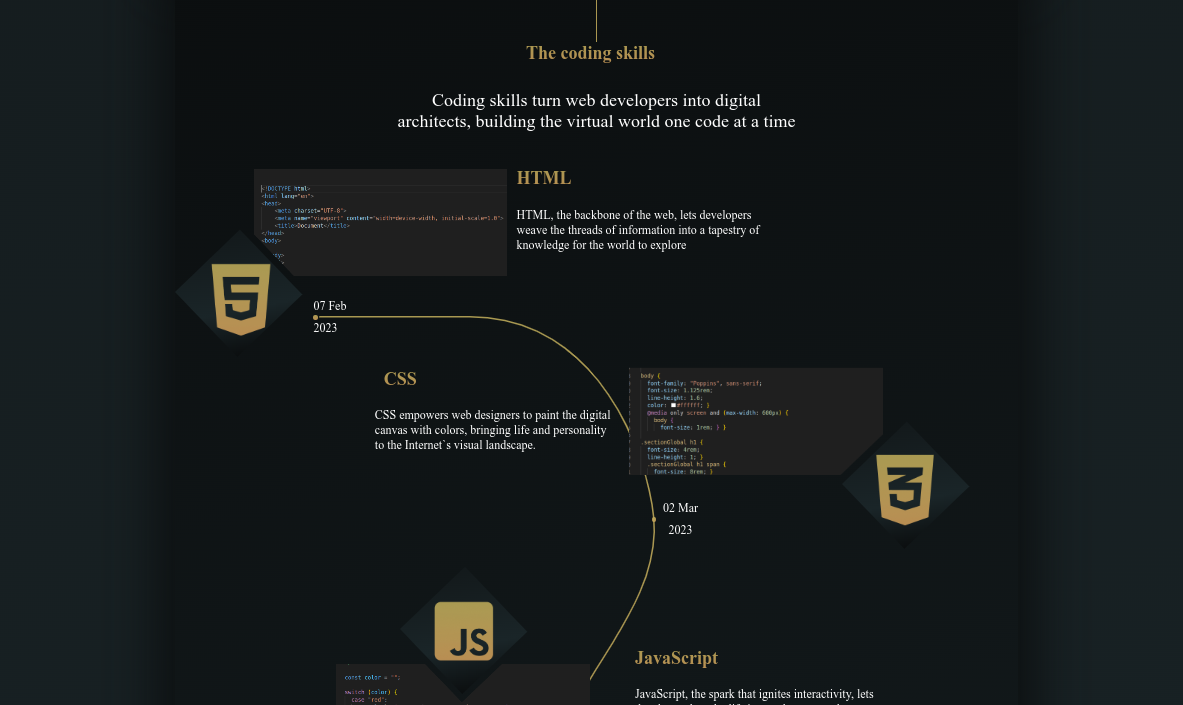 The coding skills
Coding skills turn web developers into digital
architects, building the virtual world one code at a time
HTML
<!DOCTYPE html>
<html lang="en">
<head>
<meta charset="UTF-8">
<meta name="viewport" content="width=device-width, initial-scale=1.0">
<title>Document</title>
</head>
<body>
HTML, the backbone of the web, lets developers
weave the threads of information into a tapestry of
knowledge for the world to explore
5
07 Feb
2023
CSS
CSS empowers web designers to paint the digital
canvas with colors, bringing life and personality
to the Internet`s visual landscape.
body {
font-family: "Poppins", sans-serif;
font-size: 1.125rem;
line-height: 1.6;
color: #ffffff; }
@media only screen and (max-width: 600px) {
body {
font-size: 1rem; } }
.sectionGlobal h1 {
font-size: 4rem;
line-height: 1; }
.sectionGlobal h1 span {
font-size: 8rem; }
3
02 Mar
2023
JS
const color = "";
switch (color) {
case "red":
JavaScript
JavaScript, the spark that ignites interactivity, lets